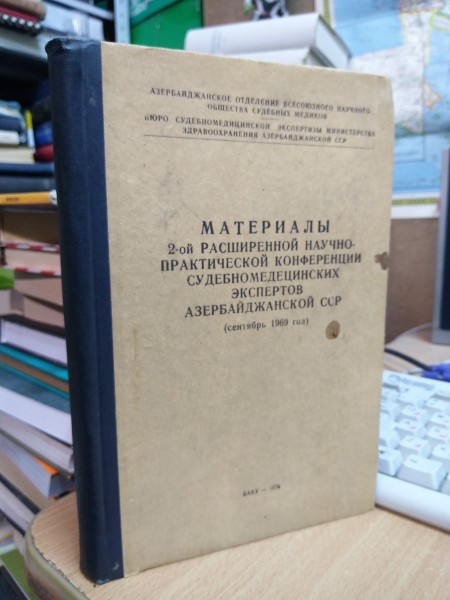 АЗЕРБАЙДЖАНСКОЕ ОТДЕЛЕНИЕ ВСЕСОЮЗНОГО НАУЧНОГО
ОБЩЕСТВА СУДЕБНЫХ МЕДИКОВ
БЮРО СУДЕБНОМЕДИЦИНСКОЙ ЭКСПЕРТИЗЫ МИНИСТЕРСТВА
ЗДРАВООХРАНЕНИЯ АЗЕРБАЙДЖАНСКОЙ ССР
МАТЕРИАЛЫ
2-ой РАСШИРЕННОЙ НАУЧНО-
ПРАКТИЧЕСКОЙ КОНФЕРЕНЦИИ
СУДЕБНОМЕДЕЦИНСКИХ
ЭКСПЕРТОВ
АЗЕРБАЙДЖАНСКОЙ ССР
(сентябрь 1969 год)
БАКУ —